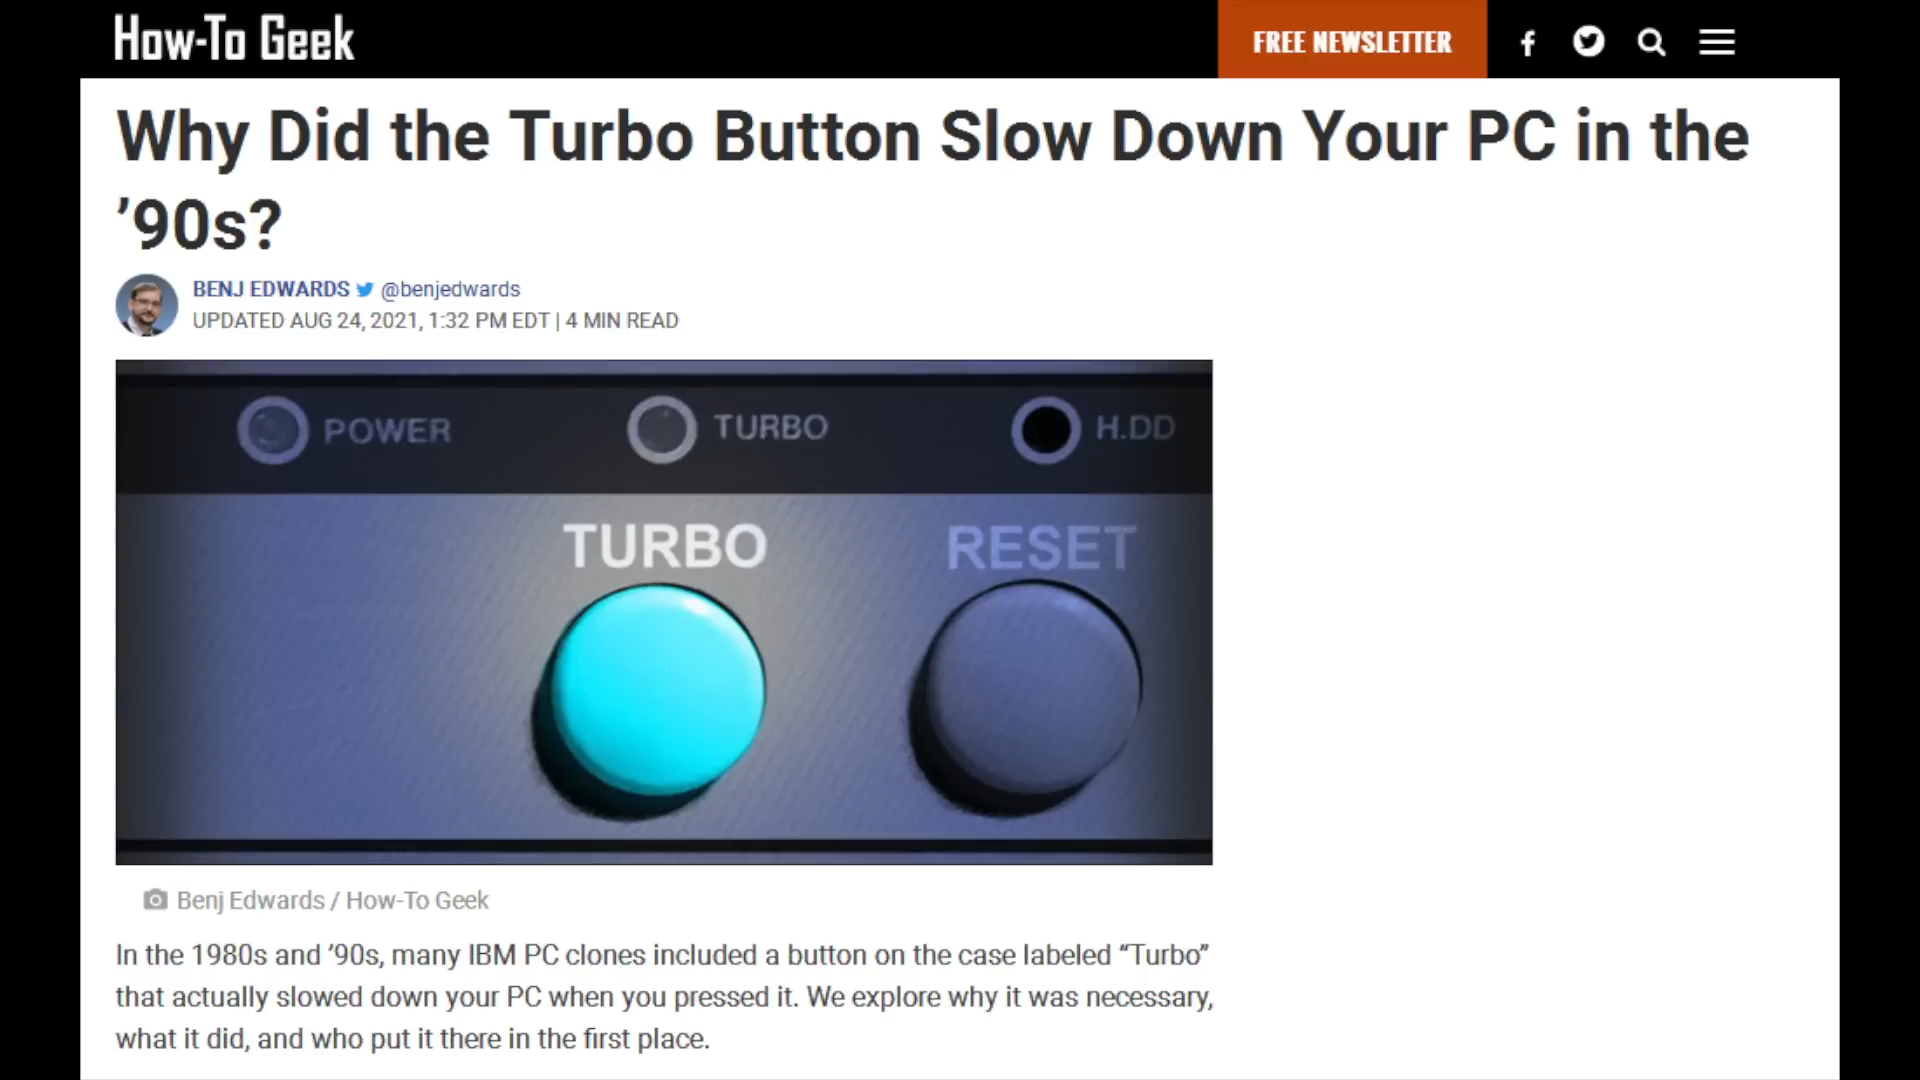 How-To Geek
FREE NEWSLETTER
Why Did the Turbo Button Slow Down Your PC in the
’90s?
BENJ EDWARDS @benjedwards
UPDATED AUG 24, 2021, 1:32 PM EDT | 4 MIN READ
POWER TURBO H.DD
TURBO RESET
Benj Edwards / How-To Geek
In the 1980s and ’90s, many IBM PC clones included a button on the case labeled “Turbo”
that actually slowed down your PC when you pressed it. We explore why it was necessary,
what it did, and who put it there in the first place.